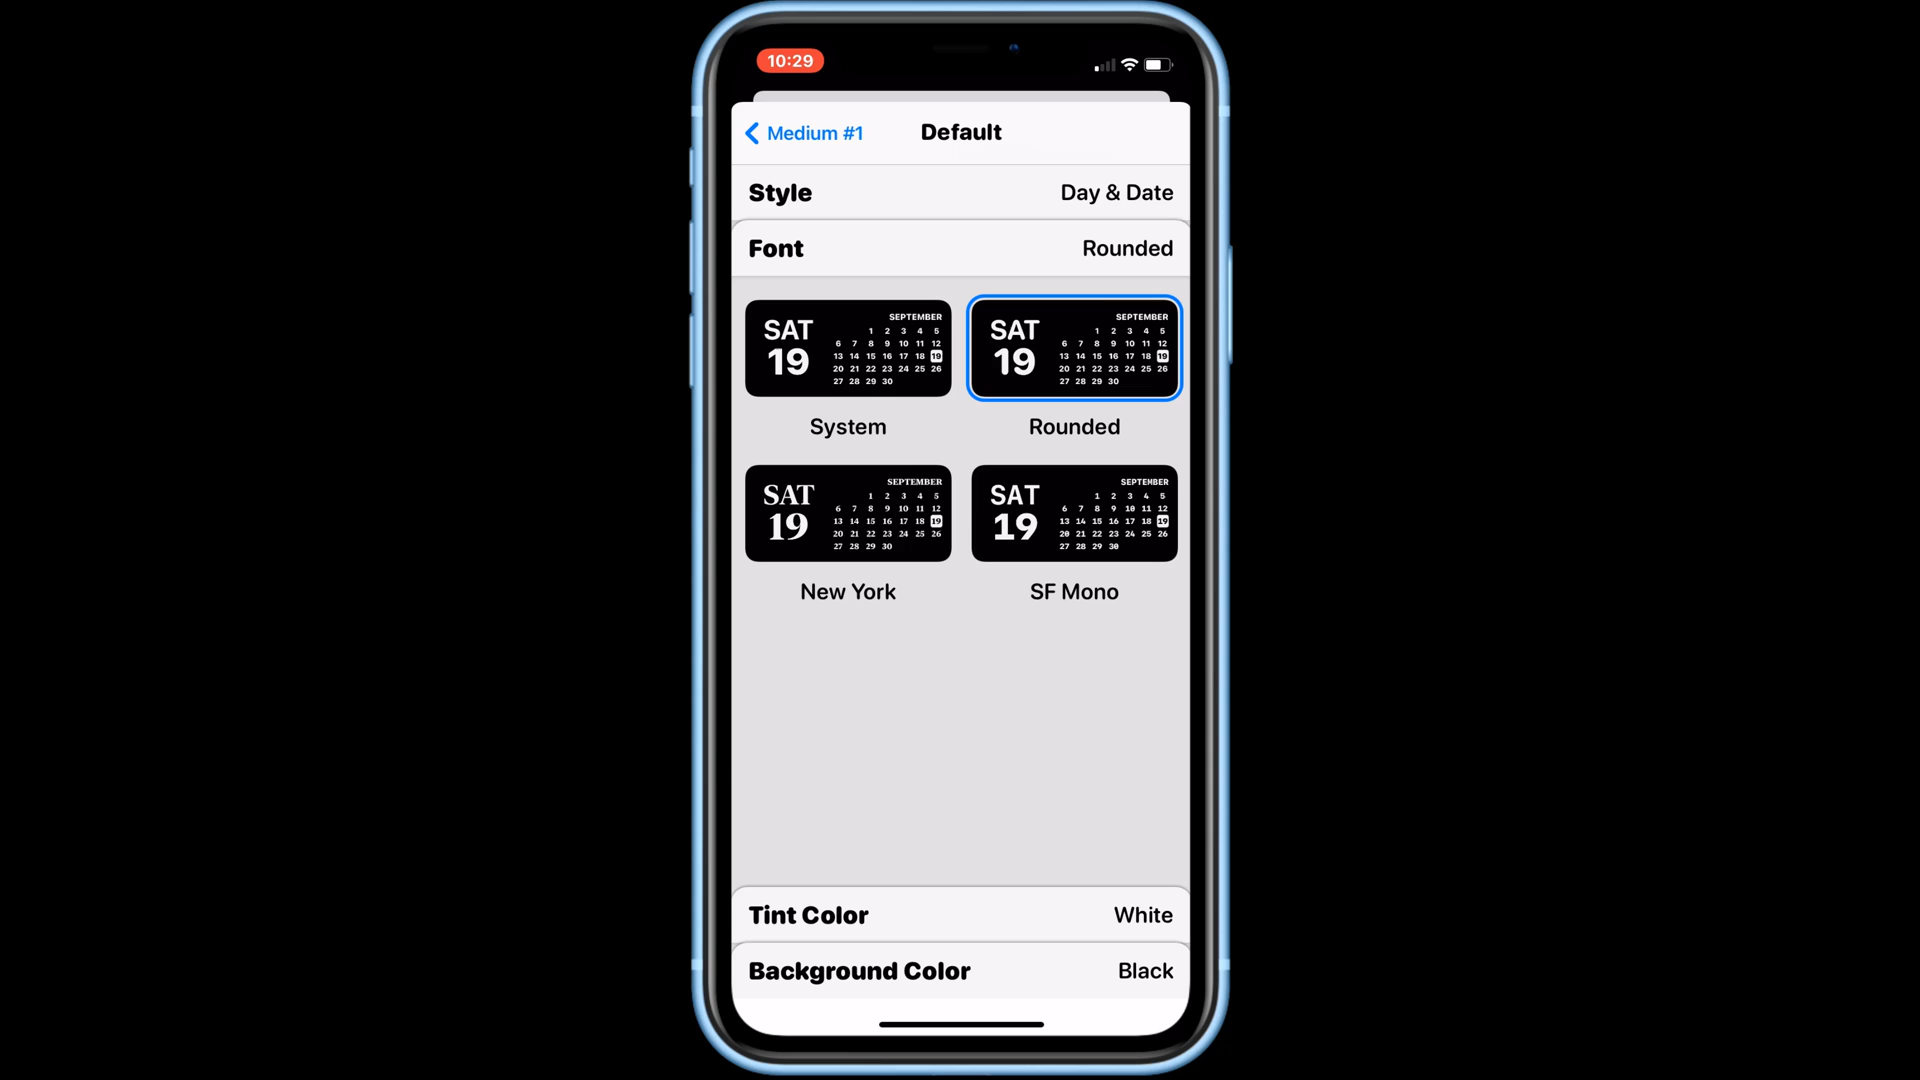 10:29
Medium #1
Default
Style
Day & Date
Font
Rounded
SAT
19
SEPTEMBER
1 2 3 4 5
6 7 8 9 10 11 12
13 14 15 16 17 18 19
20 21 22 23 24 25 26
27 28 29 30
System
SAT
19
SEPTEMBER
1 2 3 4 5
6 7 8 9 10 11 12
13 14 15 16 17 18 19
20 21 22 23 24 25 26
27 28 29 30
Rounded
SAT
19
SEPTEMBER
1 2 3 4 5
6 7 8 9 10 11 12
13 14 15 16 17 18 19
20 21 22 23 24 25 26
27 28 29 30
New York
SAT
19
SEPTEMBER
1 2 3 4 5
6 7 8 9 10 11 12
13 14 15 16 17 18 19
20 21 22 23 24 25 26
27 28 29 30
SF Mono
Tint Color
White
Background Color
Black